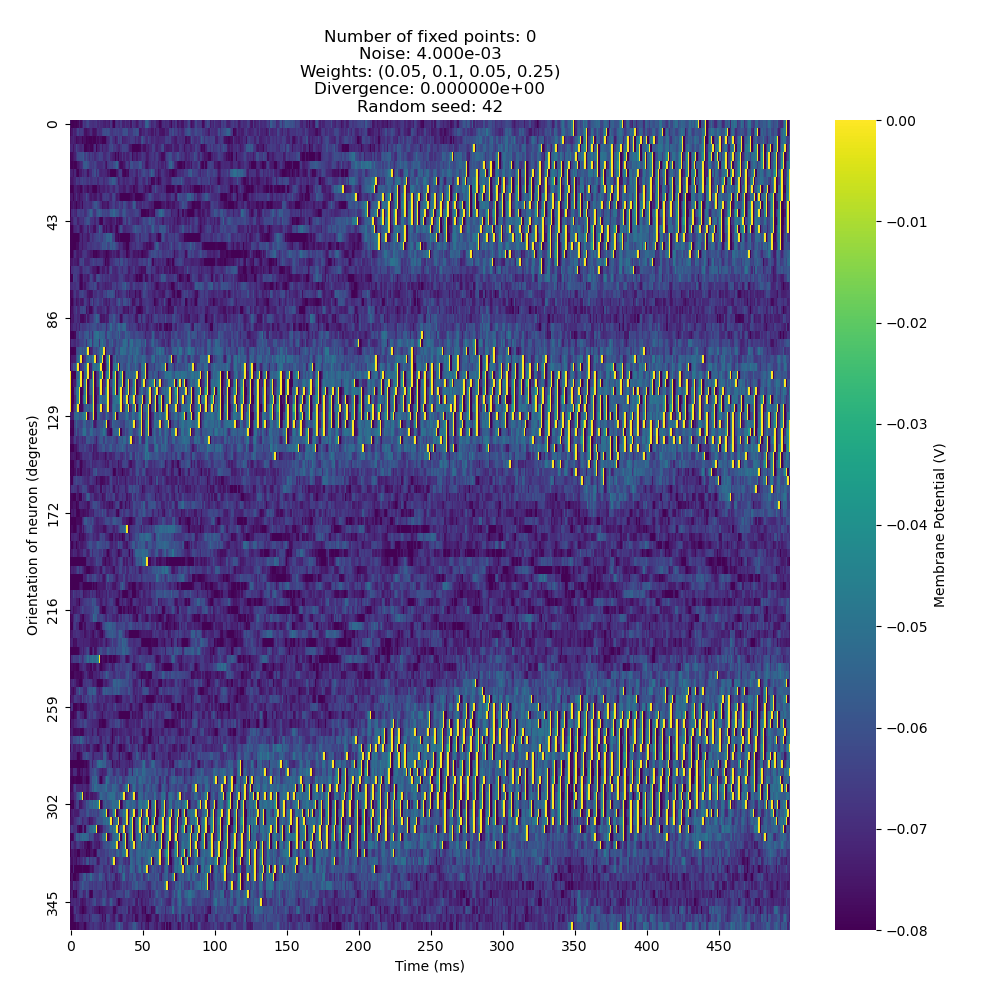 Number of fixed points: 0
Noise: 4.000e-03
Weights: (0.05, 0.1, 0.05, 0.25)
Divergence: 0.000000e+00
Random seed: 42
Orientation of neuron (degrees)
0
43
86
129
172
216
259
302
345
0 50 100 150 200 250 300 350 400 450
Time (ms)
0.00
−0.01
−0.02
−0.03
−0.04
−0.05
−0.06
−0.07
−0.08
Membrane Potential (V)